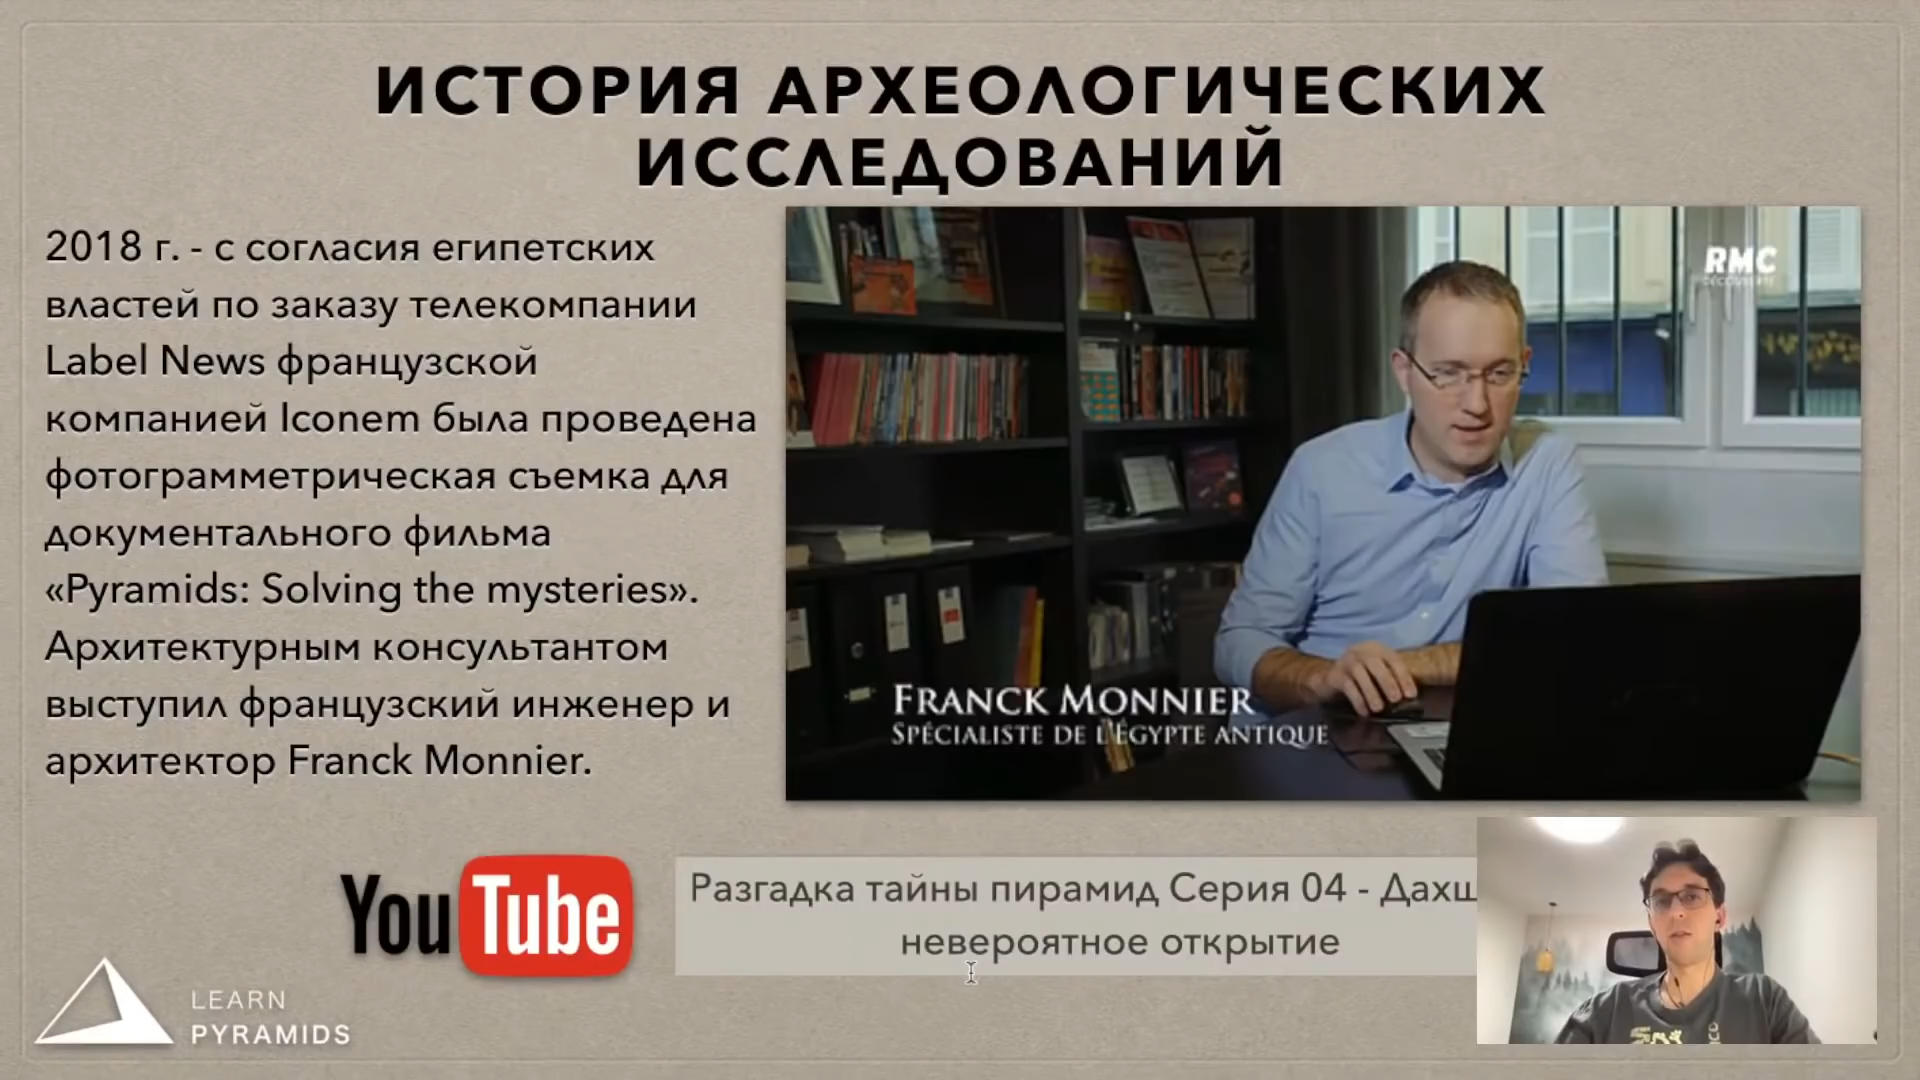 ИСТОРИЯ АРХЕОЛОГИЧЕСКИХ
ИССЛЕДОВАНИЙ
2018 г. - с согласия египетских
властей по заказу телекомпании
Label News французской
компанией Iconem была проведена
фотограмметрическая съемка для
документального фильма
«Pyramids: Solving the mysteries».
Архитектурным консультантом
выступил французский инженер и
архитектор Franck Monnier.
RMC
DÉCOUVERTE
FRANCK MONNIER
SPÉCIALISTE DE L'ÉGYPTE ANTIQUE
YouTube
Разгадка тайны пирамид Серия 04 -
невероятное открытие
LEARN
PYRAMIDS